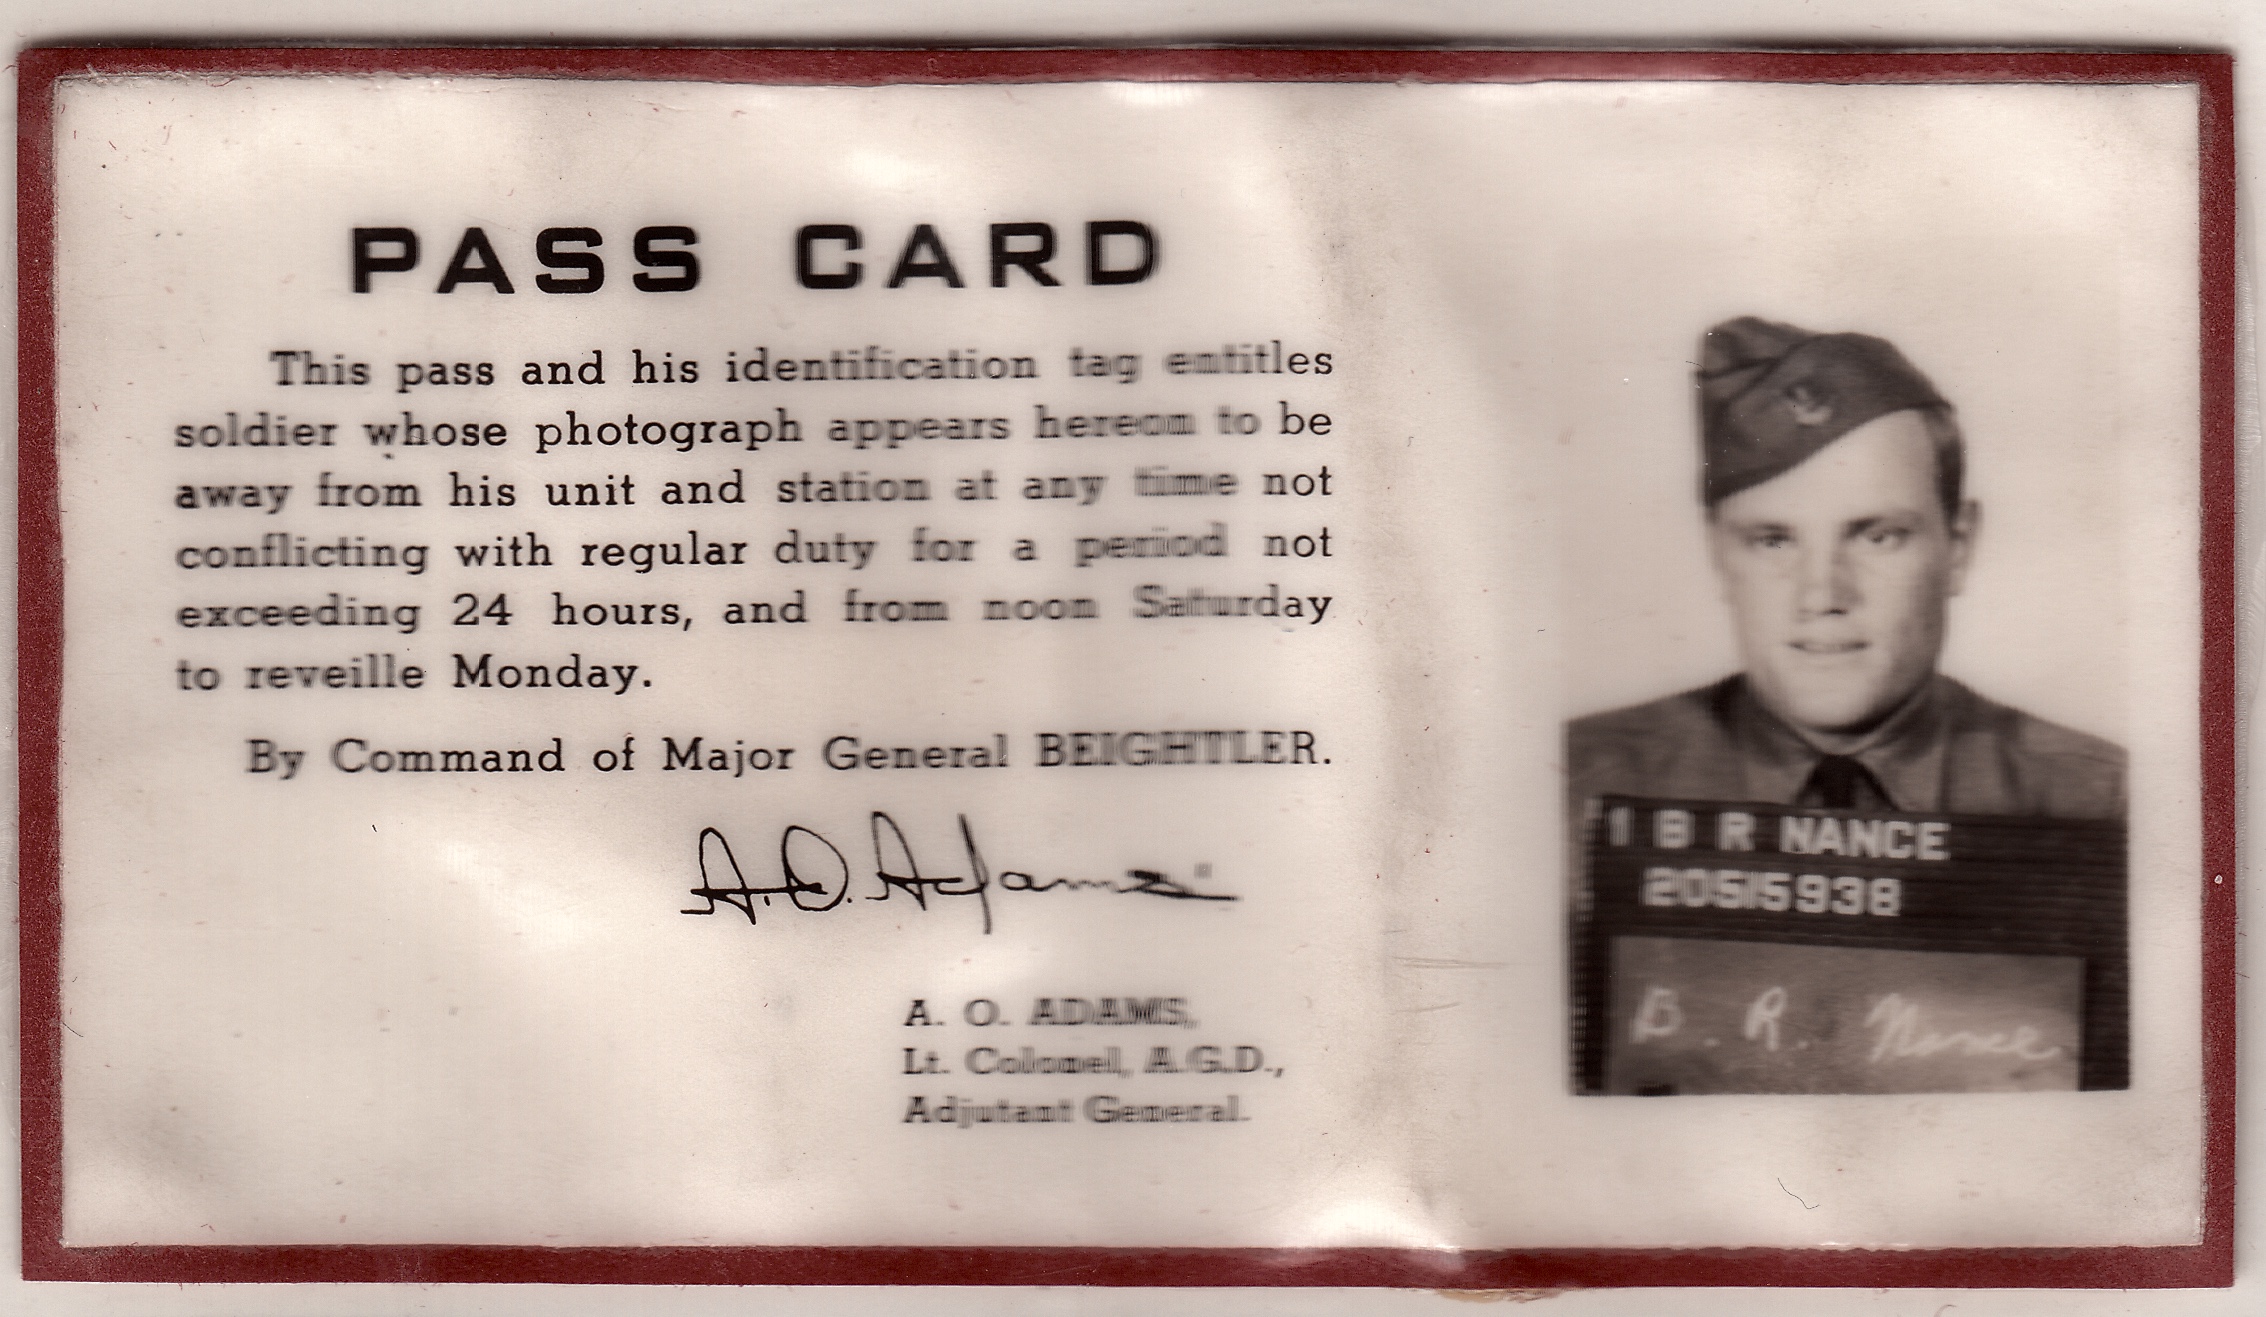 PASS CARD
This pass and his identification tag entitles
soldier whose photograph appears hereon to be
away from his unit and station at any time not
conflicting with regular duty for a period not
exceeding 24 hours, and from noon Saturday
to reveille Monday.
By Command of Major General BEIGHTLER.
A. O. Adams
A. O. ADAMS,
Lt. Colonel, A.G.D.,
Adjutant General.
1 B R NANCE
20515938
B. R. Nance